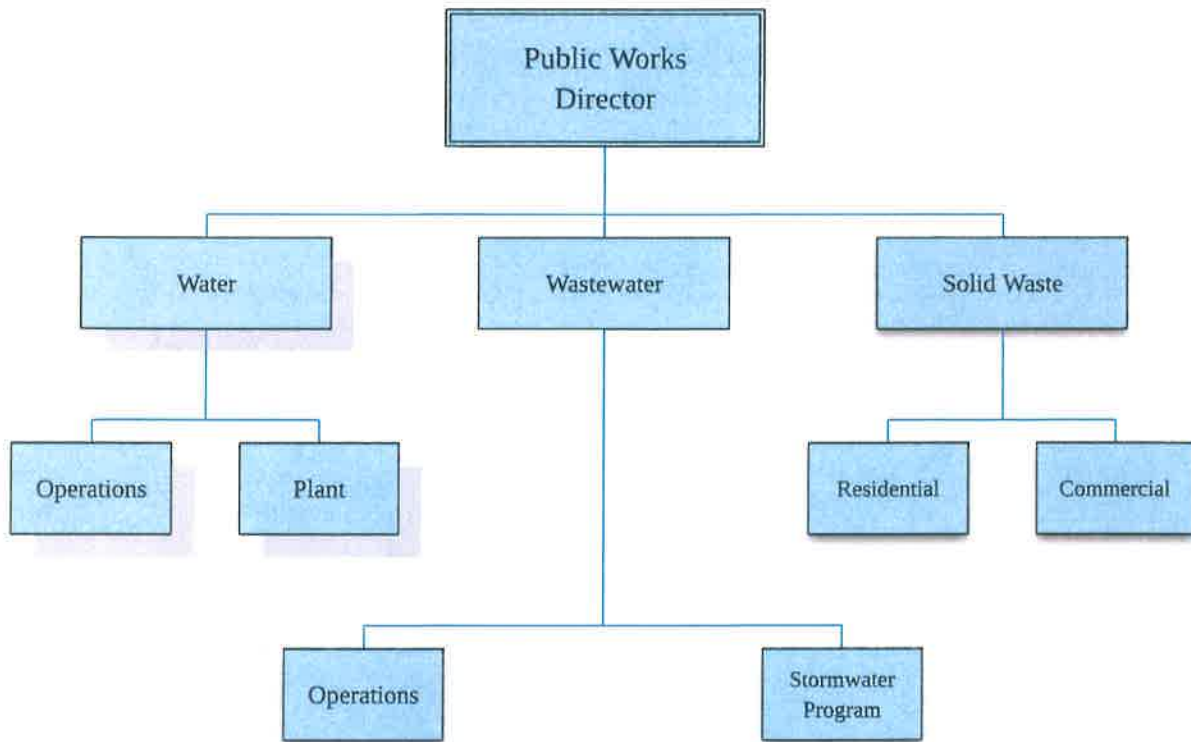 Public Works
Director
Water
Wastewater
Solid Waste
Operations
Plant
Residential
Commercial
Operations
Stormwater
Program